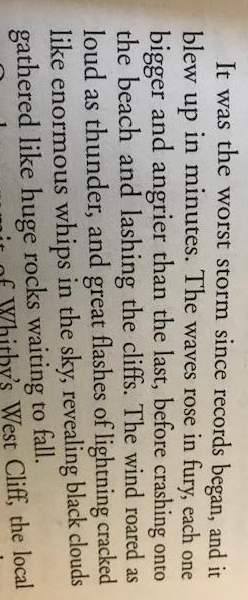 It was the worst storm since records began, and it
blew up in minutes. The waves rose in fury, each one
bigger and angrier than the last, before crashing onto
the beach and lashing the cliffs. The wind roared as
loud as thunder, and great flashes of lightning cracked
like enormous whips in the sky, revealing black clouds
gathered like huge rocks waiting to fall.
of Whitby's West Cliff, the local